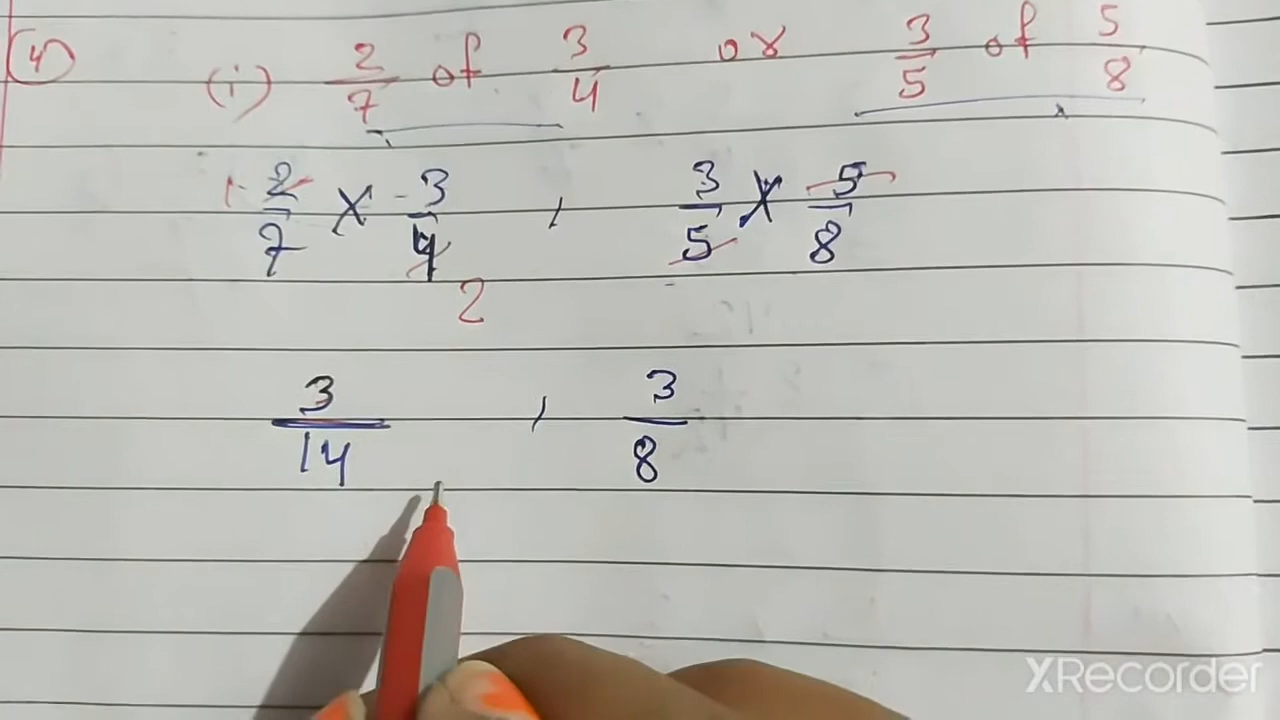 4) (i) 2/7 of 3/4 or 3/5 of 5/8
1 2/7 X 3/4 , 3/5 X 5/8
2
3/14 , 3/8
XRecorder